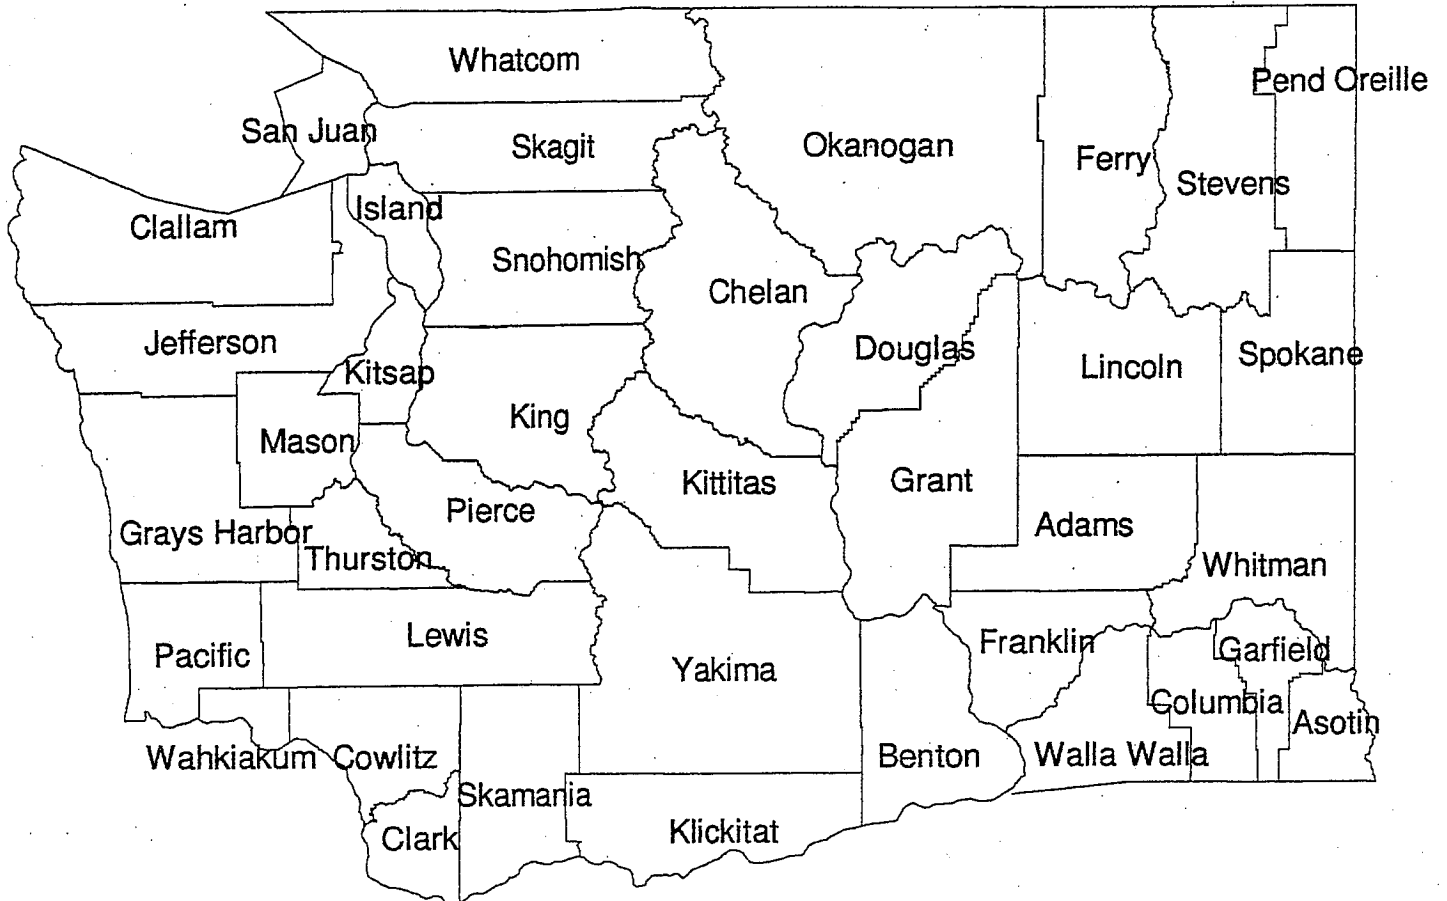 Whatcom
Pend Oreille
San Juan
Skagit
Okanogan
Ferry
Stevens
Island
Clallam
Snohomish
Chelan
Jefferson
Douglas
Lincoln
Spokane
Kitsap
King
Mason
Kittitas
Grant
Pierce
Adams
Grays Harbor
Thurston
Whitman
Lewis
Franklin
Garfield
Pacific
Yakima
Columbia
Asotin
Wahkiakum
Cowlitz
Benton
Walla Walla
Skamania
Clark
Klickitat